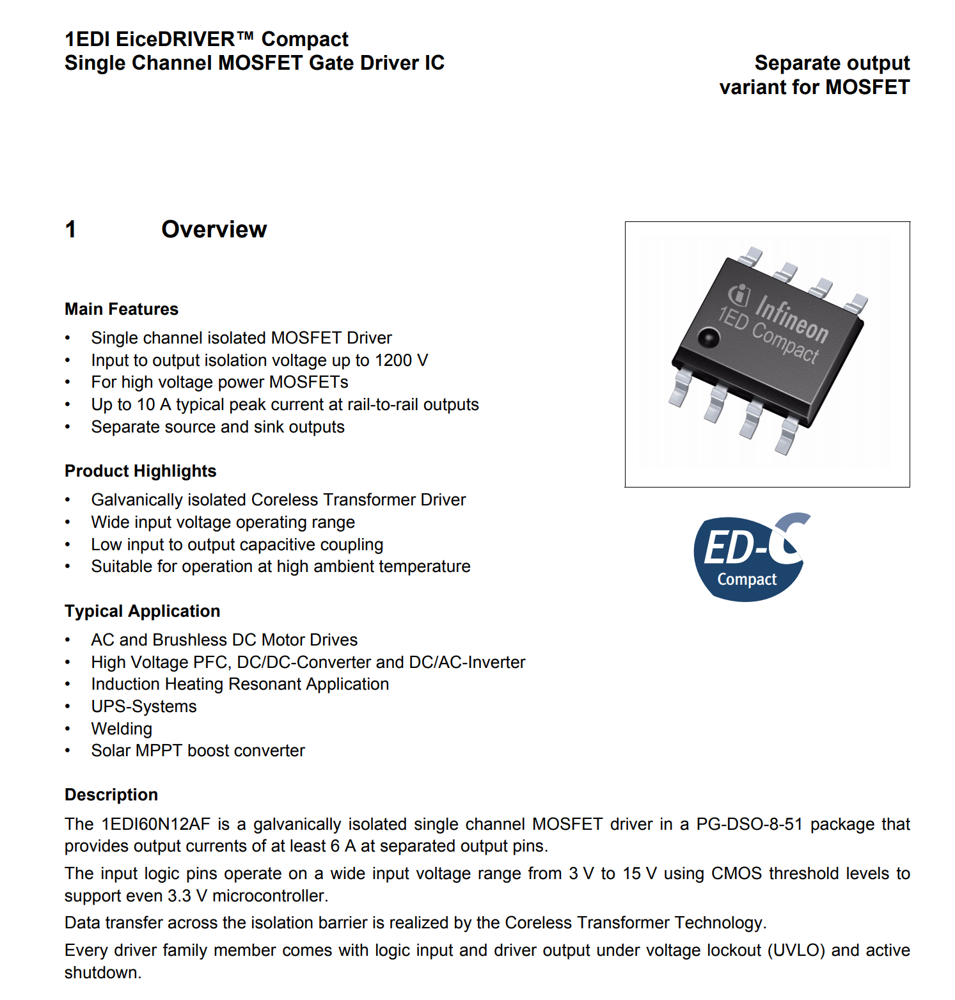 1EDI EiceDRIVER™ Compact
Single Channel MOSFET Gate Driver IC
Separate output
variant for MOSFET
1 Overview
Main Features
• Single channel isolated MOSFET Driver
• Input to output isolation voltage up to 1200 V
• For high voltage power MOSFETs
• Up to 10 A typical peak current at rail-to-rail outputs
• Separate source and sink outputs
Infineon
1ED Compact
Product Highlights
• Galvanically isolated Coreless Transformer Driver
• Wide input voltage operating range
• Low input to output capacitive coupling
• Suitable for operation at high ambient temperature
ED-C
Compact
Typical Application
• AC and Brushless DC Motor Drives
• High Voltage PFC, DC/DC-Converter and DC/AC-Inverter
• Induction Heating Resonant Application
• UPS-Systems
• Welding
• Solar MPPT boost converter
Description
The 1EDI60N12AF is a galvanically isolated single channel MOSFET driver in a PG-DSO-8-51 package that
provides output currents of at least 6 A at separated output pins.
The input logic pins operate on a wide input voltage range from 3 V to 15 V using CMOS threshold levels to
support even 3.3 V microcontroller.
Data transfer across the isolation barrier is realized by the Coreless Transformer Technology.
Every driver family member comes with logic input and driver output under voltage lockout (UVLO) and active
shutdown.